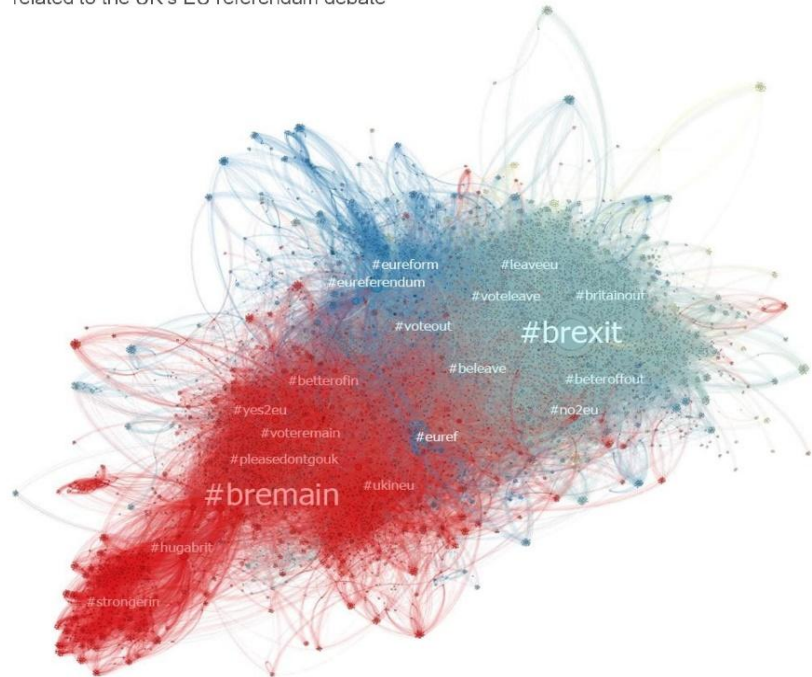 related to the UK's EU referendum debate
#eureform
#leaveeu
#eureferendum
#voteleave
#britainout
#voteout
#brexit
#beleave
#betterofin
#beteroffout
#yes2eu
#no2eu
#voteremain
#euref
#pleasedontgouk
#ukineu
#bremain
#hugabrit
#strongerin